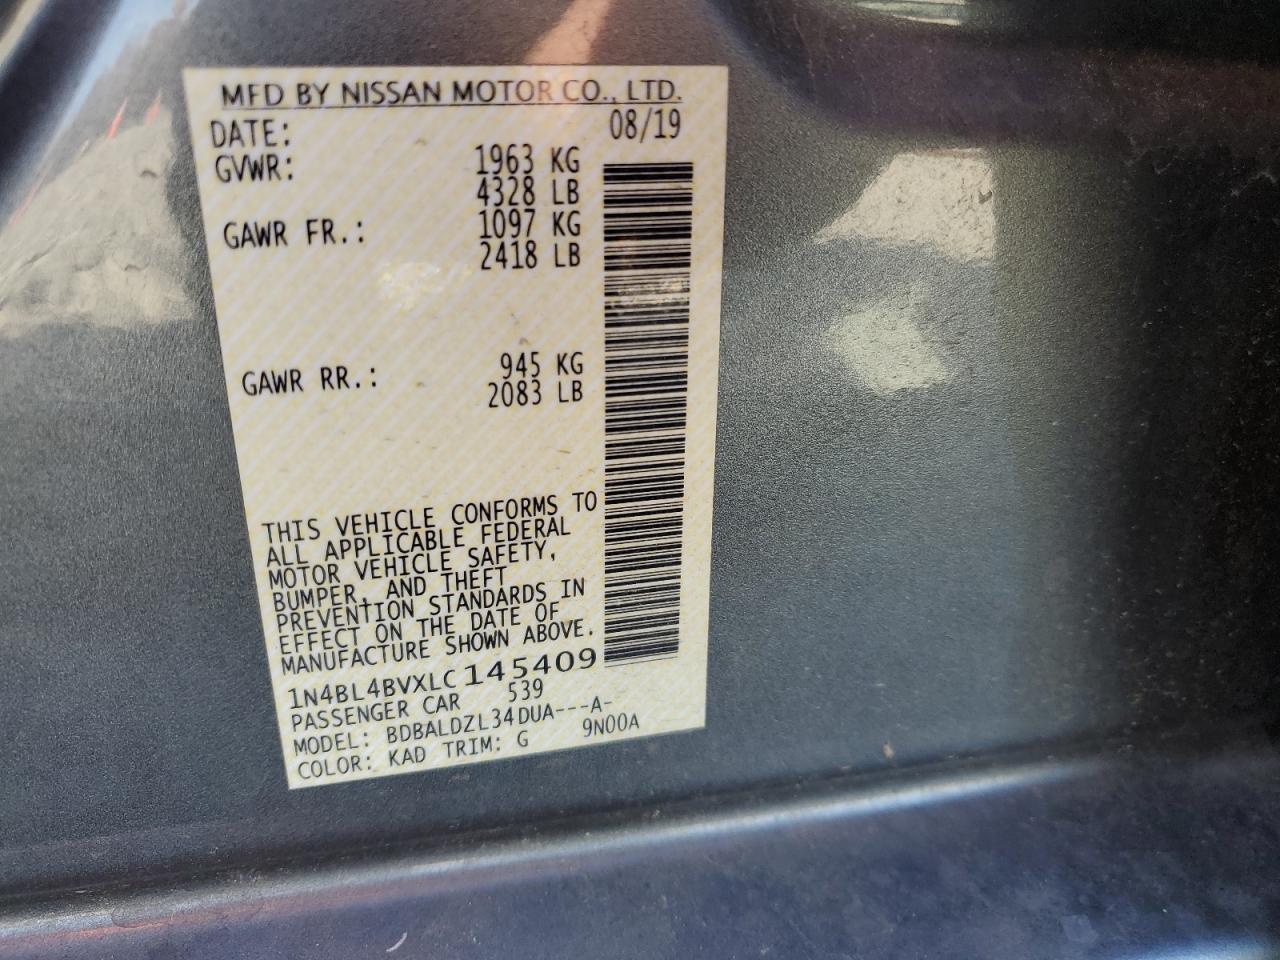 MFD BY NISSAN MOTOR CO., LTD.
DATE: 08/19
GVWR: 1963 KG
4328 LB
GAWR FR.: 1097 KG
2418 LB
GAWR RR.: 945 KG
2083 LB
THIS VEHICLE CONFORMS TO
ALL APPLICABLE FEDERAL
MOTOR VEHICLE SAFETY,
BUMPER, AND THEFT
PREVENTION STANDARDS IN
EFFECT ON THE DATE OF
MANUFACTURE SHOWN ABOVE.
1N4BL4BVXLC145409
PASSENGER CAR 539
MODEL: BDBALDZL34DUA---A-
COLOR: KAD TRIM: G 9N00A